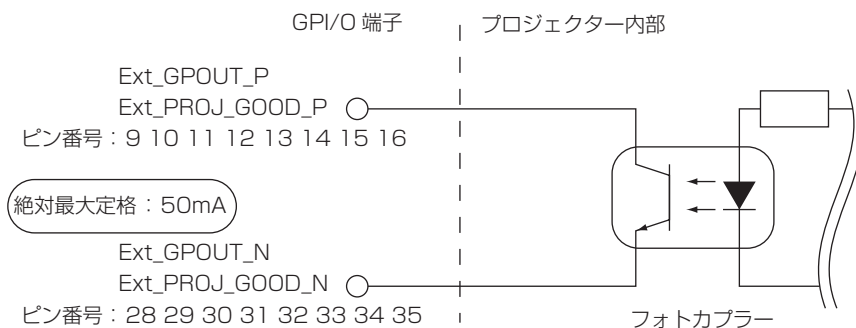 GPI/O 端子
プロジェクター内部
Ext_GPOUT_P
Ext_PROJ_GOOD_P
ピン番号：9 10 11 12 13 14 15 16
絶対最大定格：50mA
Ext_GPOUT_N
Ext_PROJ_GOOD_N
ピン番号：28 29 30 31 32 33 34 35
フォトカプラー